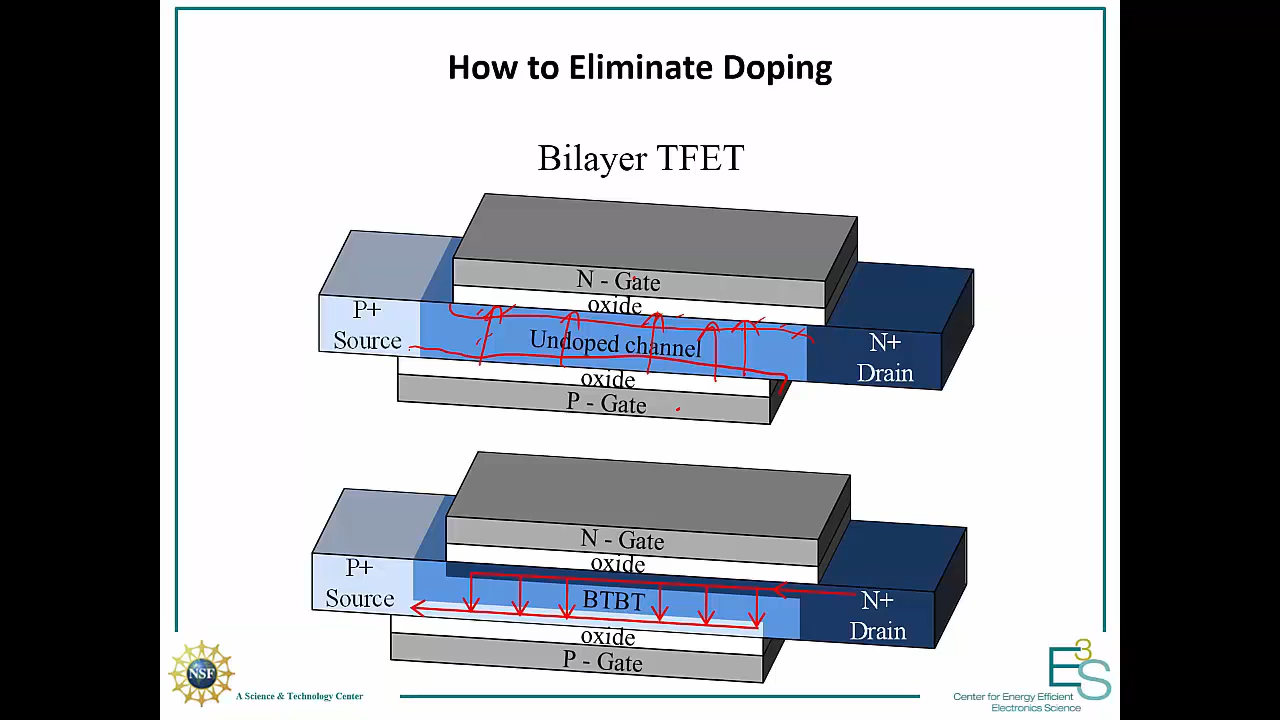 How to Eliminate Doping
Bilayer TFET
N - Gate
oxide
P+
Source
Undoped channel
N+
Drain
oxide
P - Gate
N - Gate
oxide
P+
Source
BTBT
N+
Drain
oxide
P - Gate
NSF
A Science & Technology Center
E3S
Center for Energy Efficient
Electronics Science